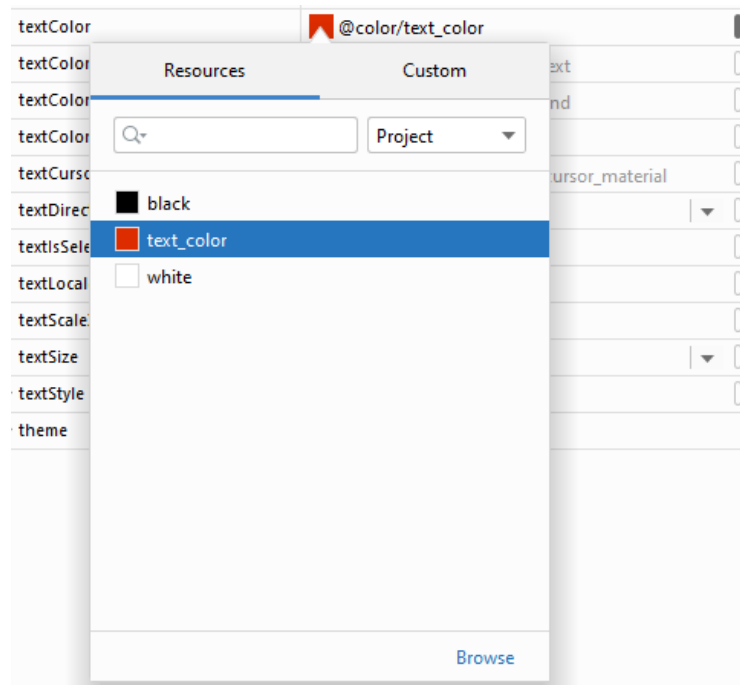 textColor @color/text_color
textColor
textColor
textColor
textCurso
textDirec
textIsSele
textLocal
textScale
textSize
textStyle
theme
Resources Custom
Project
black
text_color
white
Browse
ext
nd
cursor_material